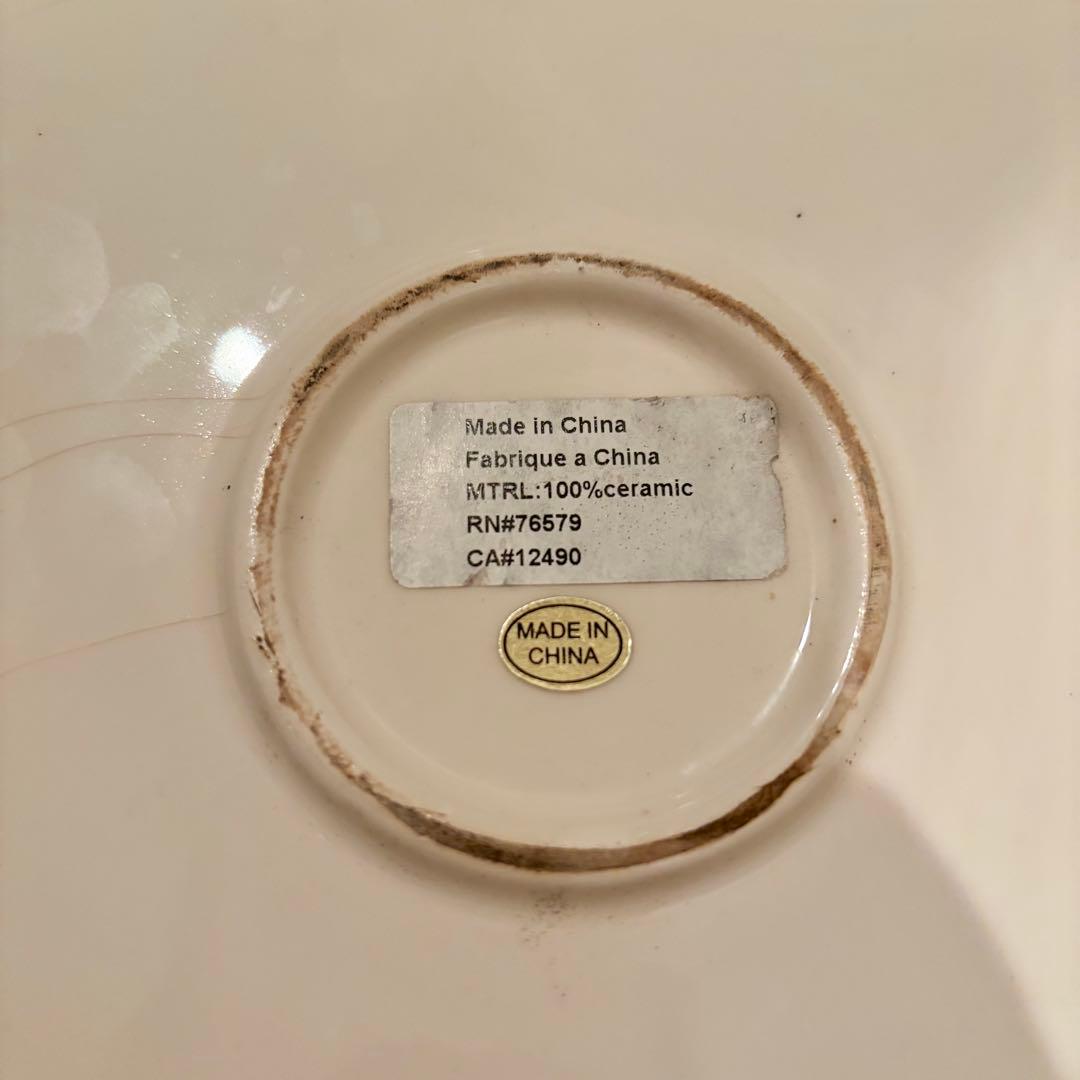 Made in China
Fabrique a China
MTRL:100%ceramic
RN#76579
CA#12490
MADE IN
CHINA